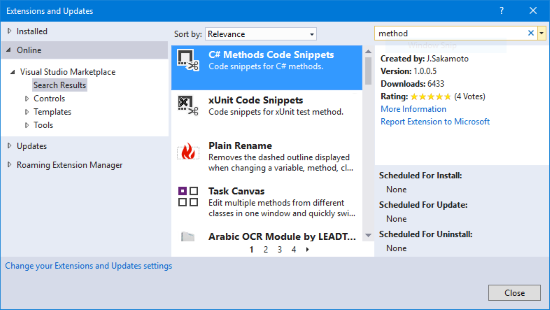 Extensions and Updates
Installed
Online
Visual Studio Marketplace
Search Results
Controls
Templates
Tools
Updates
Roaming Extension Manager
Sort by: Relevance
C# Methods Code Snippets
Code snippets for C# methods.
xUnit Code Snippets
Code snippets for xUnit test method.
Plain Rename
Removes the dashed outline displayed
when changing a variable, method, cl...
Task Canvas
Edit multiple methods from different
classes in one window and quickly swi...
Arabic OCR Module by LEADT...
1 2 3 4
method
Created by: J.Sakamoto
Version: 1.0.0.5
Downloads: 6433
Rating: (4 Votes)
More Information
Report Extension to Microsoft
Scheduled For Install:
None
Scheduled For Update:
None
Scheduled For Uninstall:
None
Change your Extensions and Updates settings
Close